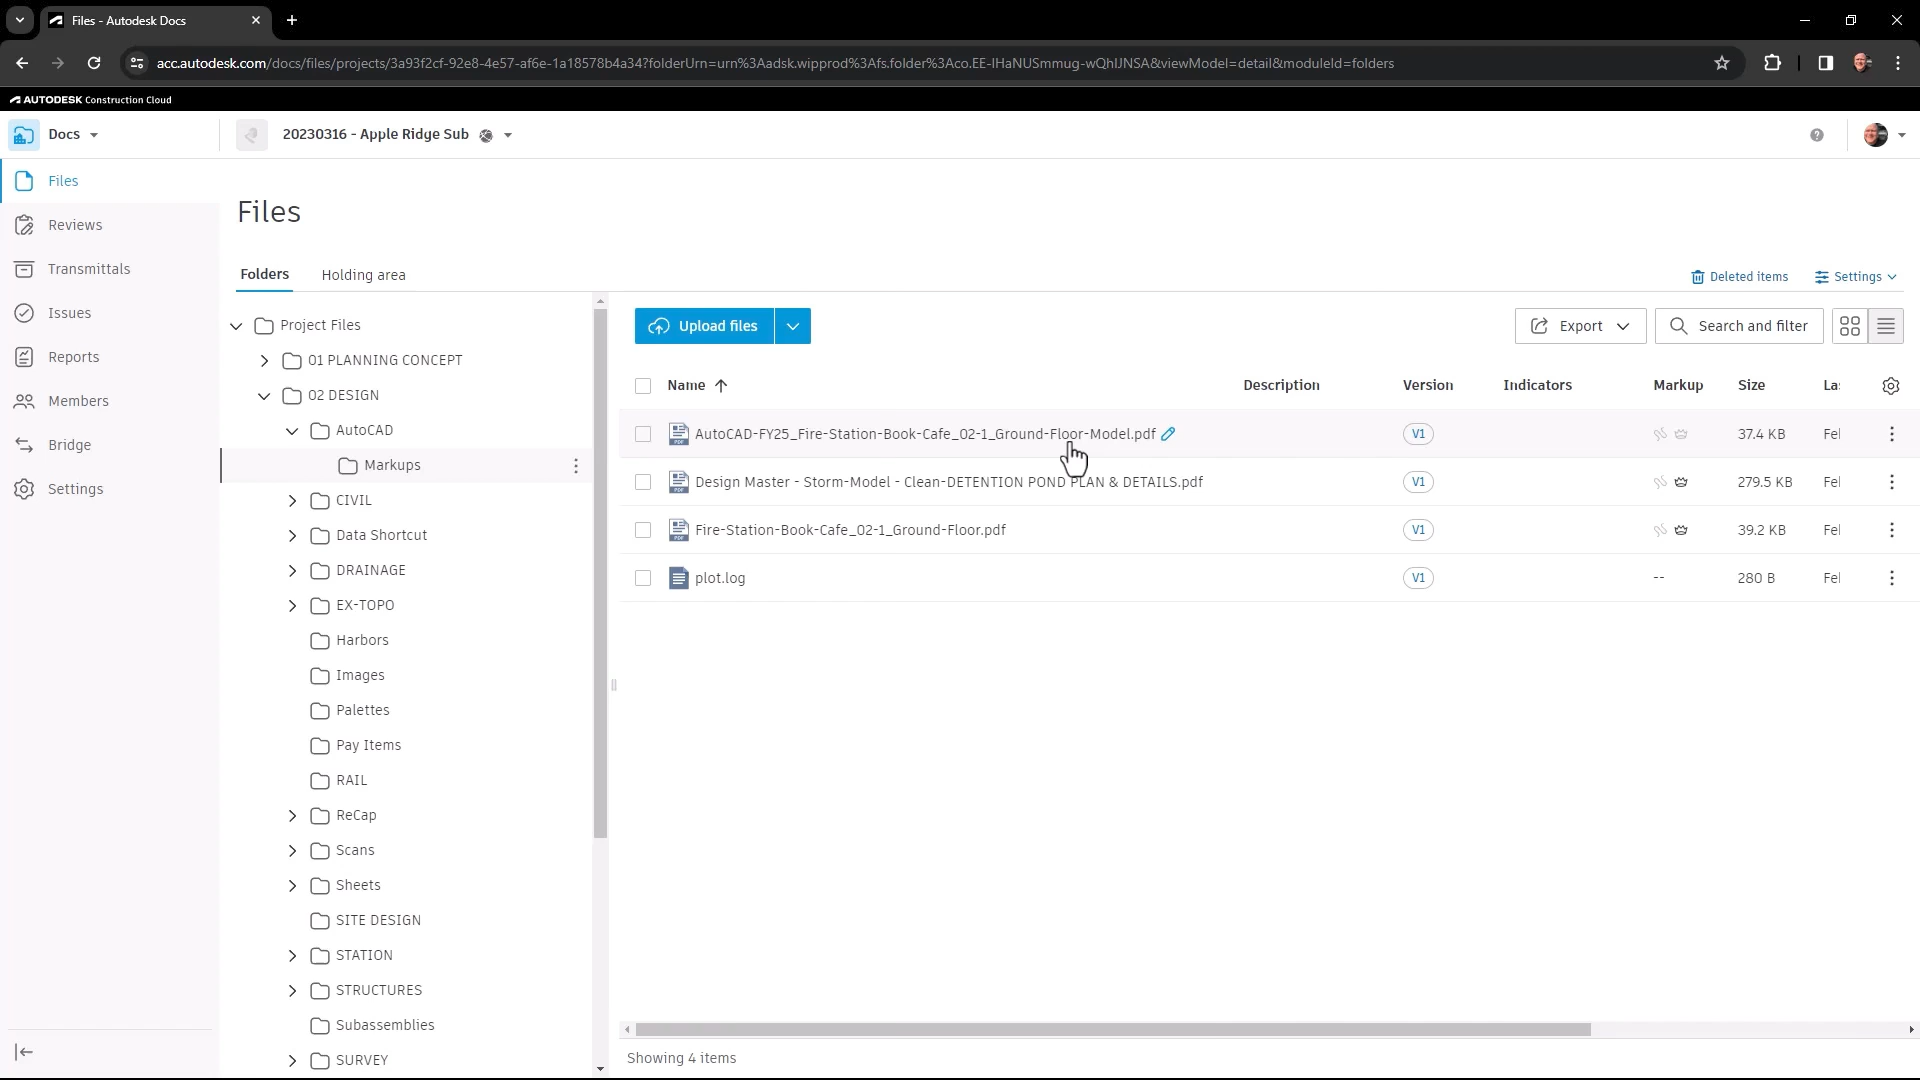 Files - Autodesk Docs
acc.autodesk.com/docs/files/projects/3a93f2cf-92e8-4e57-af6e-1a18578b4a34?folderUrn=urn%3Aadsk.wipprod%3Afs.folder%3Aco.EE-IHaNUSmmug-wQhIJNSA&viewModel=detail&moduleId=folders
AUTODESK Construction Cloud
Docs
20230316 - Apple Ridge Sub
Files
Reviews
Transmittals
Issues
Reports
Members
Bridge
Settings
Files
Folders
Holding area
Deleted items
Settings
Project Files
01 PLANNING CONCEPT
02 DESIGN
AutoCAD
Markups
CIVIL
Data Shortcut
DRAINAGE
EX-TOPO
Harbors
Images
Palettes
Pay Items
RAIL
ReCap
Scans
Sheets
SITE DESIGN
STATION
STRUCTURES
Subassemblies
SURVEY
Upload files
Export
Search and filter
Name Description Version Indicators Markup Size La
AutoCAD-FY25_Fire-Station-Book-Cafe_02-1_Ground-Floor-Model.pdf V1 37.4 KB Fel
Design Master - Storm-Model - Clean-DETENTION POND PLAN & DETAILS.pdf V1 279.5 KB Fel
Fire-Station-Book-Cafe_02-1_Ground-Floor.pdf V1 39.2 KB Fel
plot.log V1 -- 280 B Fel
Showing 4 items